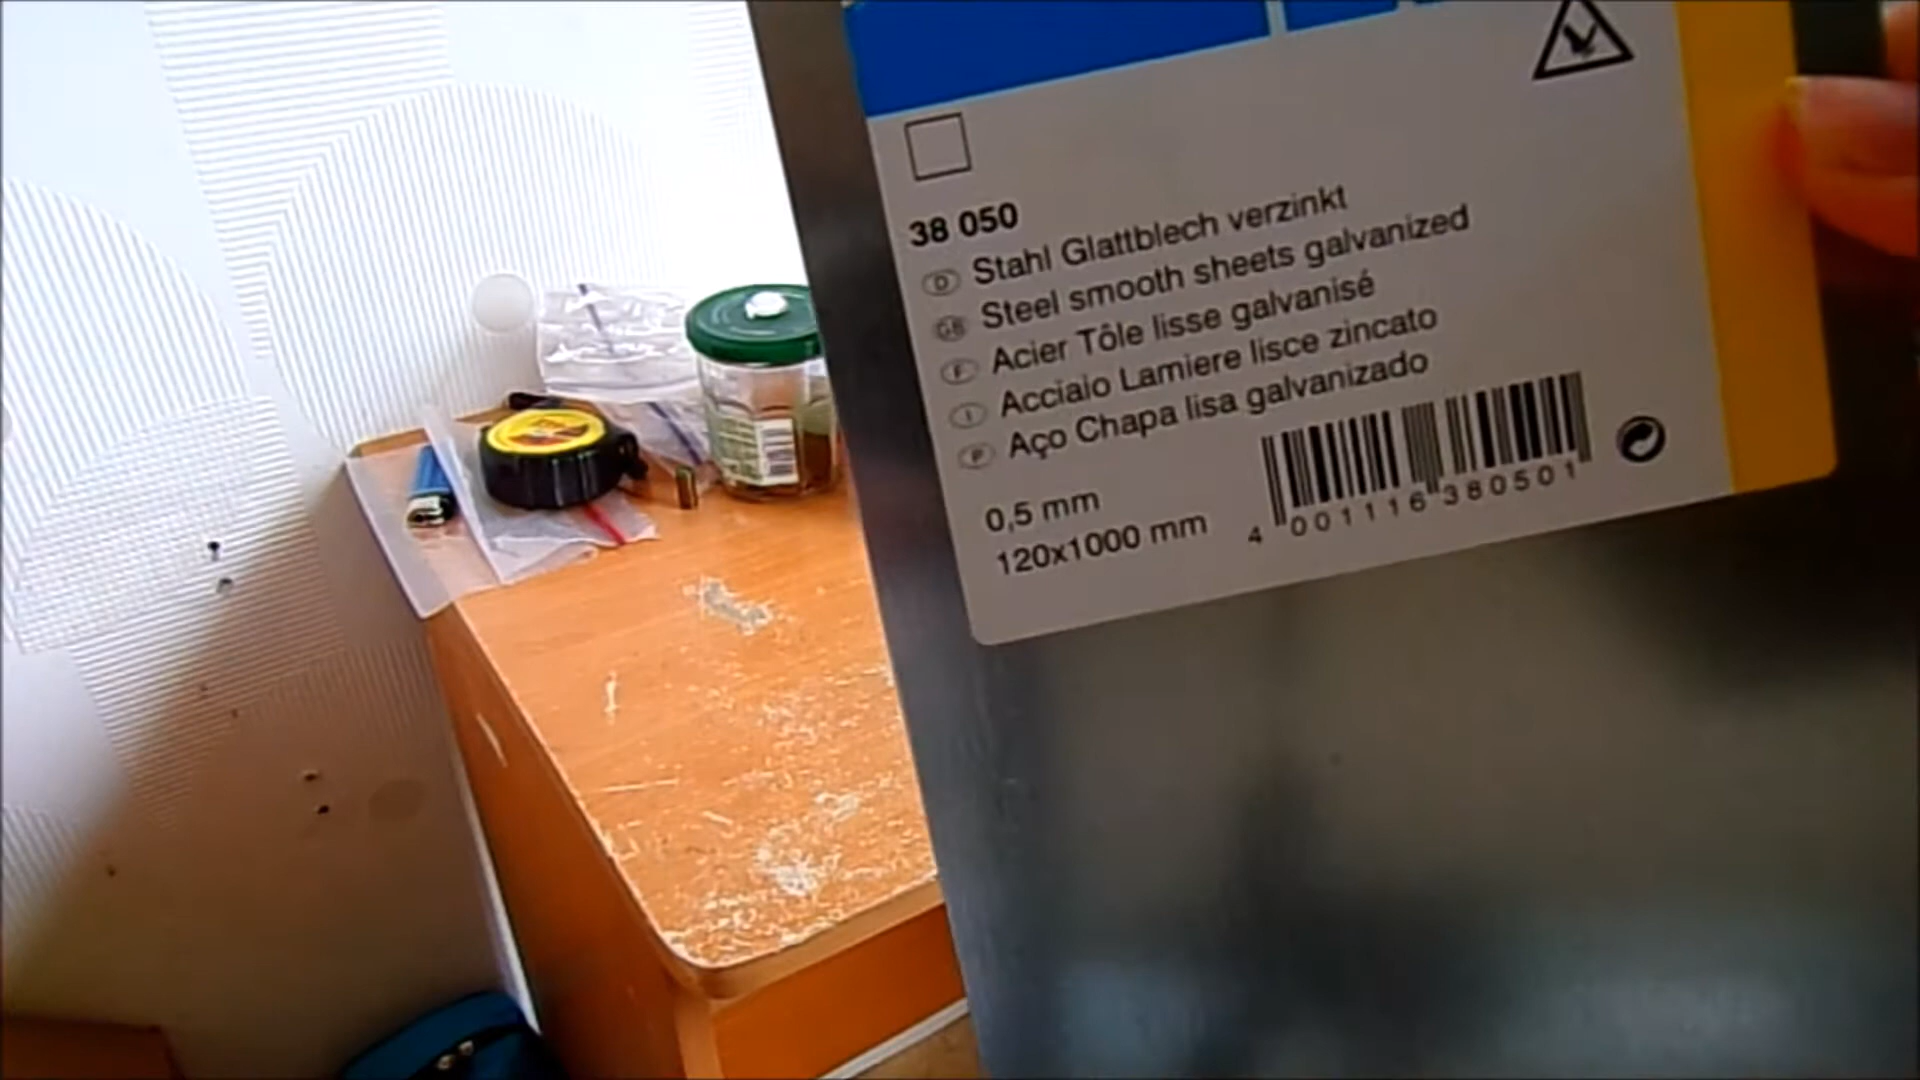 38 050
D Stahl Glattblech verzinkt
GB Steel smooth sheets galvanized
F Acier Tôle lisse galvanisé
I Acciaio Lamiere lisce zincato
P Aço Chapa lisa galvanizado
0,5 mm
120x1000 mm
4 001116 380501